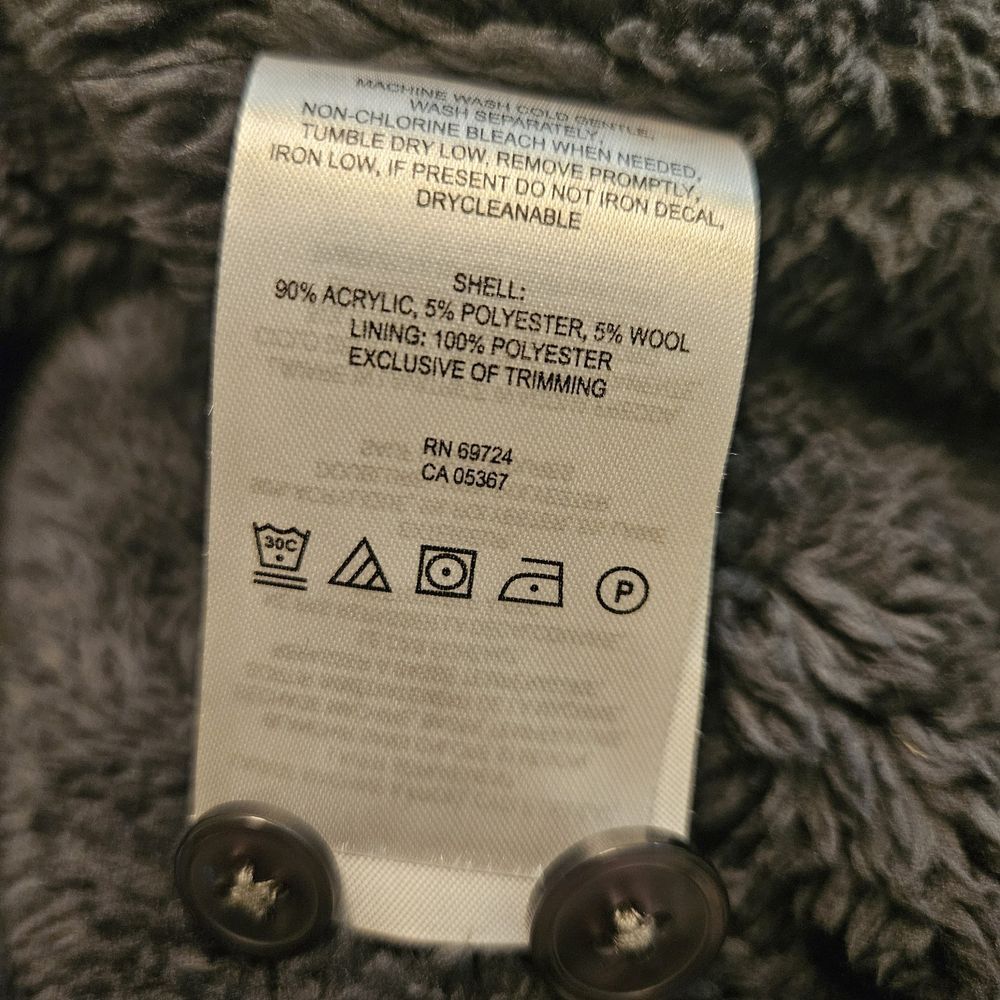 MACHINE WASH COLD GENTLE.
WASH SEPARATELY,
NON-CHLORINE BLEACH WHEN NEEDED,
TUMBLE DRY LOW, REMOVE PROMPTLY,
IRON LOW, IF PRESENT DO NOT IRON DECAL,
DRYCLEANABLE
SHELL:
90% ACRYLIC, 5% POLYESTER, 5% WOOL
LINING: 100% POLYESTER
EXCLUSIVE OF TRIMMING
RN 69724
CA 05367
30C
P